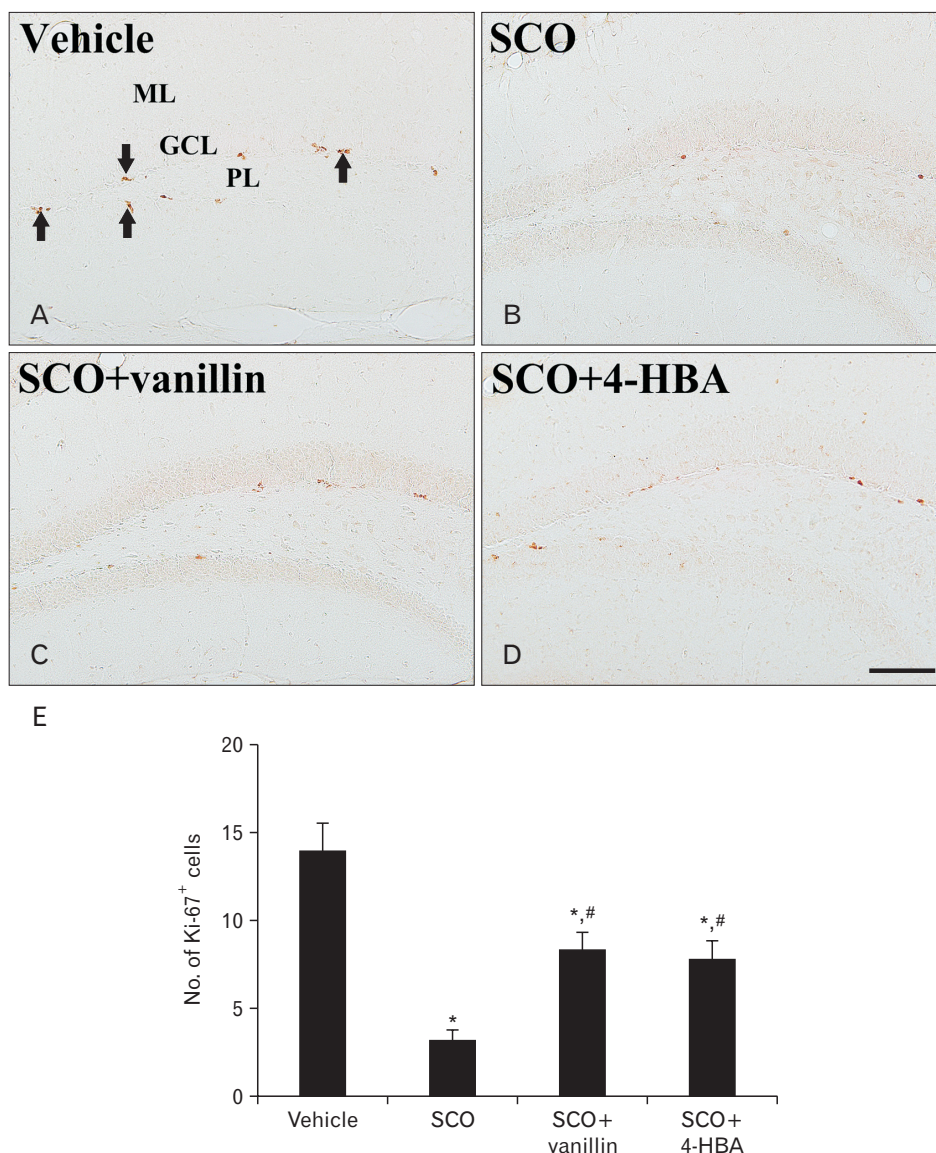 Vehicle
ML
GCL
PL
A
SCO
B
SCO+vanillin
C
SCO+4-HBA
D
E
20
15
10
5
0
No. of Ki-67⁺ cells
*
*,#
*,#
Vehicle
SCO
SCO+
vanillin
SCO+
4-HBA